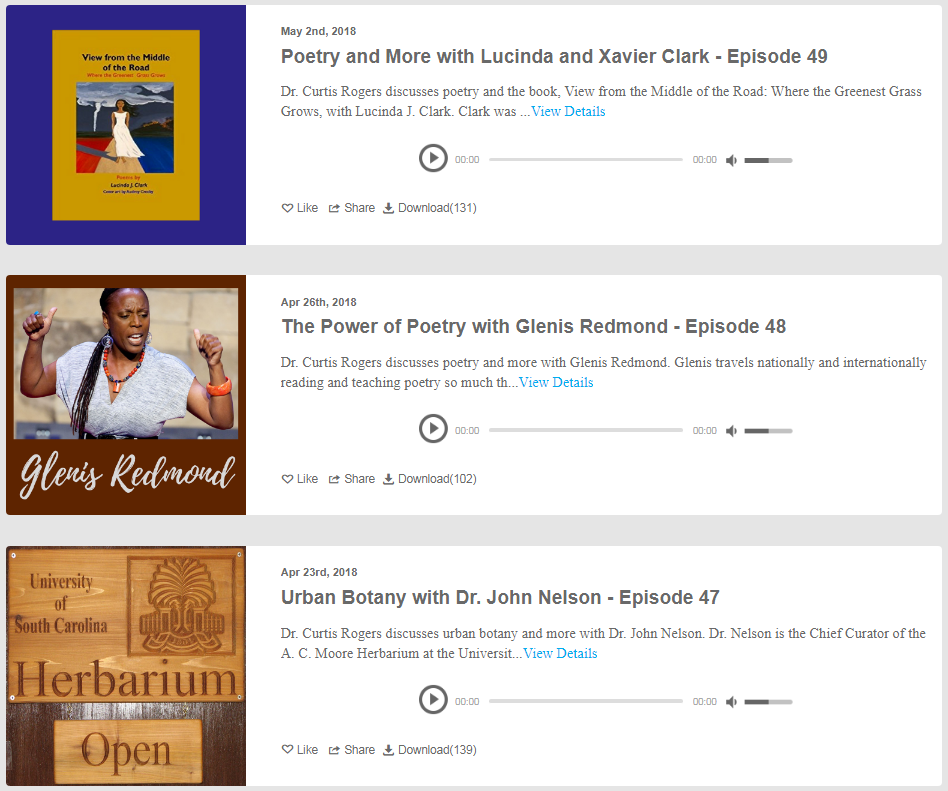 View from the Middle
of the Road
Where the Greenest Grass Grows
Poetry by
Lucinda J. Clark
Cover art by
May 2nd, 2018
Poetry and More with Lucinda and Xavier Clark - Episode 49
Dr. Curtis Rogers discusses poetry and the book, View from the Middle of the Road: Where the Greenest Grass
Grows, with Lucinda J. Clark. Clark was ...View Details
00:00 00:00
Like Share Download(131)
Glenis Redmond
Apr 26th, 2018
The Power of Poetry with Glenis Redmond - Episode 48
Dr. Curtis Rogers discusses poetry and more with Glenis Redmond. Glenis travels nationally and internationally
reading and teaching poetry so much th...View Details
00:00 00:00
Like Share Download(102)
University
of
South Carolina
Herbarium
Open
Apr 23rd, 2018
Urban Botany with Dr. John Nelson - Episode 47
Dr. Curtis Rogers discusses urban botany and more with Dr. John Nelson. Dr. Nelson is the Chief Curator of the
A. C. Moore Herbarium at the Universit...View Details
00:00 00:00
Like Share Download(139)